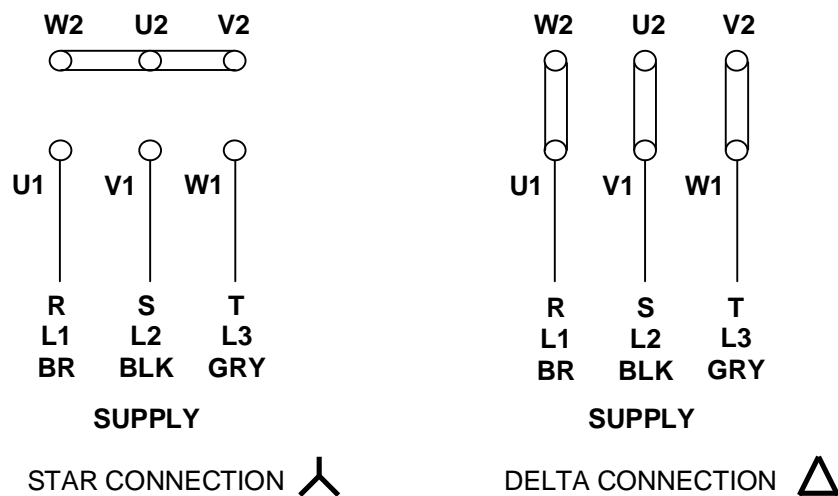 W2 U2 V2
U1 V1 W1
R S T
L1 L2 L3
BR BLK GRY
SUPPLY
STAR CONNECTION
W2 U2 V2
U1 V1 W1
R S T
L1 L2 L3
BR BLK GRY
SUPPLY
DELTA CONNECTION